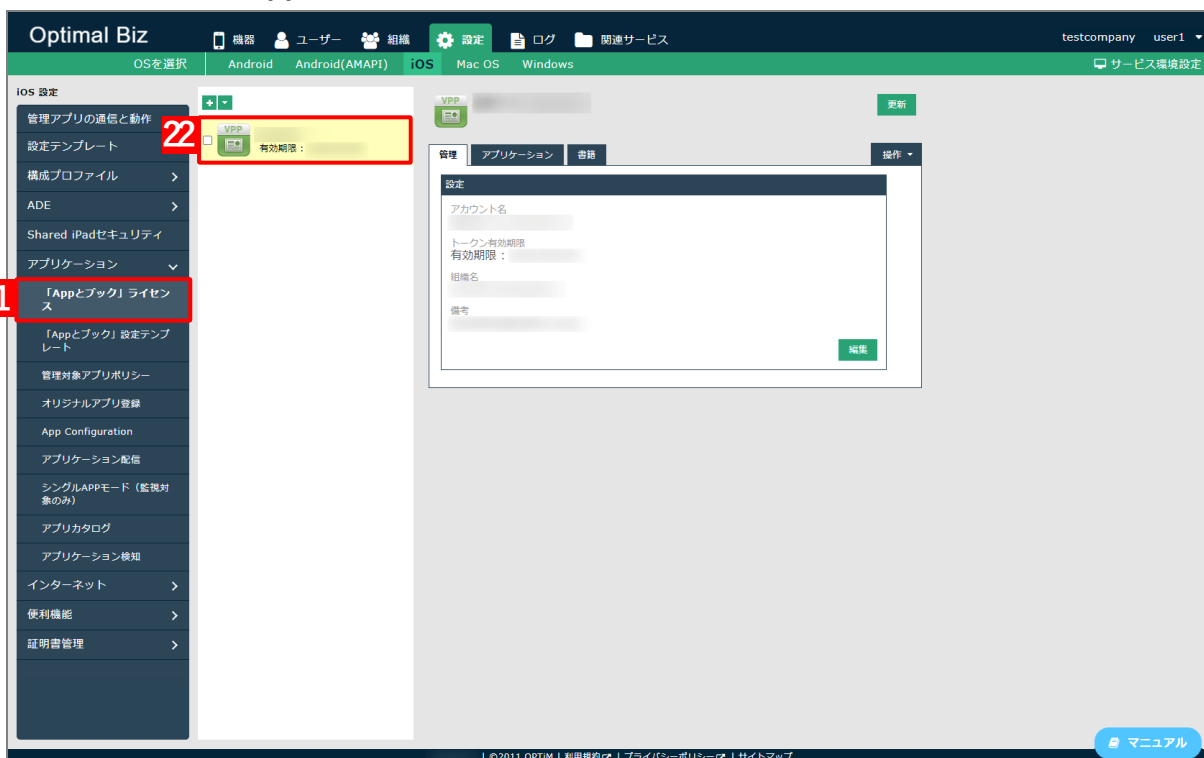 Optimal Biz
機器 ユーザー 組織 設定 ログ 関連サービス
testcompany user1
OSを選択 Android Android(AMAPI) iOS Mac OS Windows
サービス環境設定
iOS 設定
管理アプリの通信と動作
設定テンプレート
構成プロファイル
ADE
Shared iPadセキュリティ
アプリケーション
1
「Appとブック」ライセン
ス
「Appとブック」設定テンプ
レート
管理対象アプリポリシー
オリジナルアプリ登録
App Configuration
アプリケーション配信
シングルAPPモード(監視対
象のみ)
アプリカタログ
アプリケーション検知
インターネット
便利機能
証明書管理
22
VPP
有効期限:
VPP
更新
管理 アプリケーション 書籍
操作
設定
アカウント名
トークン有効期限
有効期限:
組織名
備考
編集
マニュアル
| ©2011 OPTiM | 利用規約 | プライバシーポリシー | サイトマップ